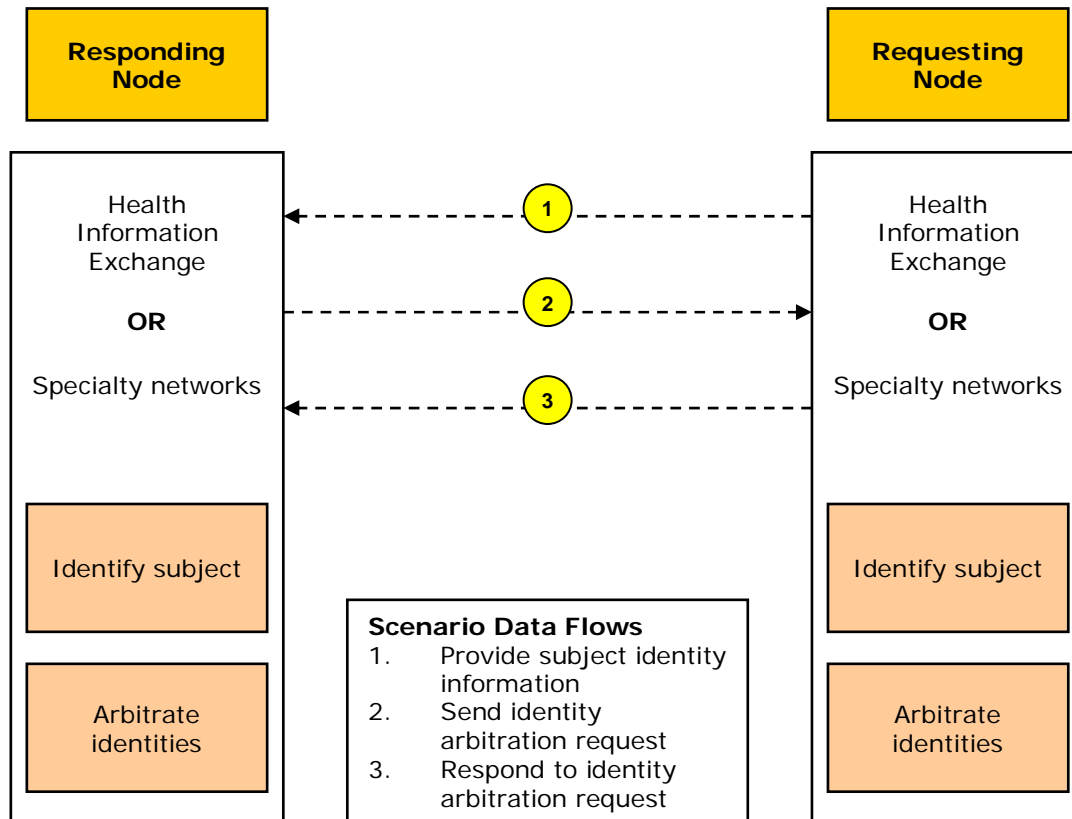 Responding
Node
Requesting
Node
Health
Information
Exchange
OR
Specialty networks
1
2
3
Health
Information
Exchange
OR
Specialty networks
Identify subject
Arbitrate
identities
Scenario Data Flows
1. Provide subject identity
information
2. Send identity
arbitration request
3. Respond to identity
arbitration request
Identify subject
Arbitrate
identities